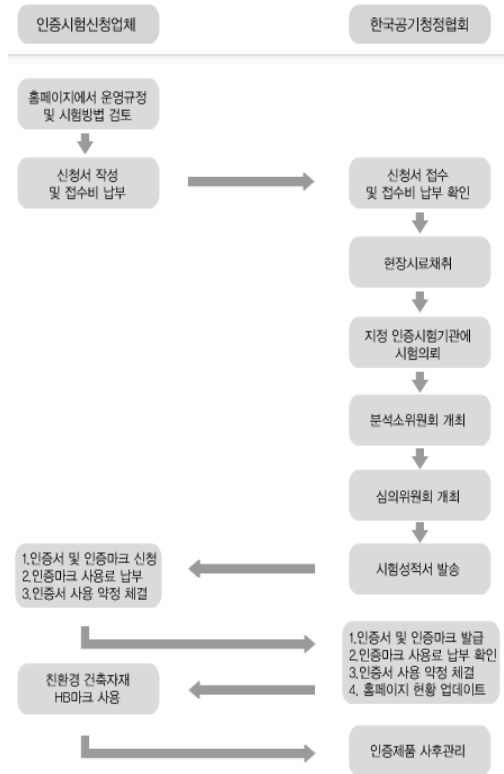 인증시험신청업체
한국공기청정협회
홈페이지에서 운영규정
및 시험방법 검토
신청서 작성
및 접수비 납부
신청서 접수
및 접수비 납부 확인
현장시료채취
지정 인증시험기관에
시험의뢰
분석소위원회 개최
심의위원회 개최
시험성적서 발송
1.인증서 및 인증마크 신청
2.인증마크 사용료 납부
3.인증서 사용 약정 체결
1.인증서 및 인증마크 발급
2.인증마크 사용료 납부 확인
3.인증서 사용 약정 체결
4. 홈페이지 현황 업데이트
친환경 건축자재
HB마크 사용
인증제품 사후관리